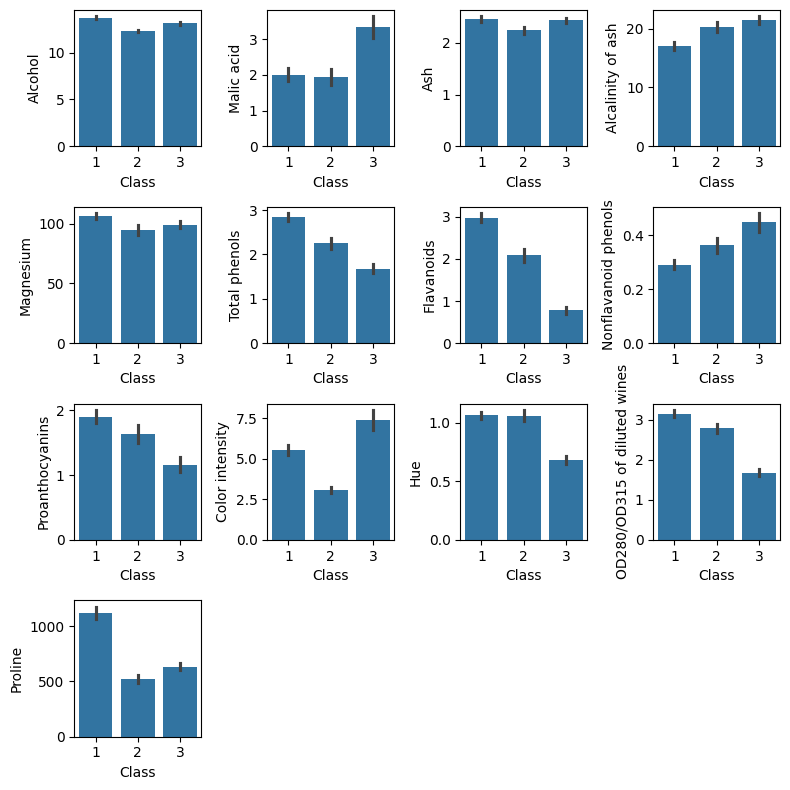 Alcohol
10
5
0
1 2 3
Class
Malic acid
3
2
1
0
1 2 3
Class
Ash
2
1
0
1 2 3
Class
Alcalinity of ash
20
10
0
1 2 3
Class
Magnesium
100
50
0
1 2 3
Class
Total phenols
3
2
1
0
1 2 3
Class
Flavanoids
3
2
1
0
1 2 3
Class
Nonflavanoid phenols
0.4
0.2
0.0
1 2 3
Class
Proanthocyanins
2
1
0
1 2 3
Class
Color intensity
7.5
5.0
2.5
0.0
1 2 3
Class
Hue
1.0
0.5
0.0
1 2 3
Class
OD280/OD315 of diluted wines
3
2
1
0
1 2 3
Class
Proline
1000
500
0
1 2 3
Class